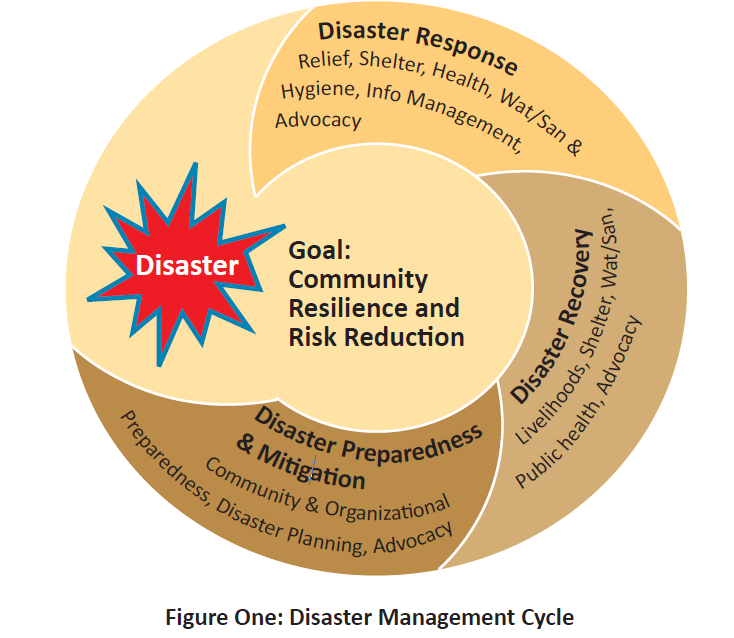 Disaster Response
Relief, Shelter, Health, Wat/San &
Hygiene, Info Management,
Advocacy
Disaster
Goal:
Community
Resilience and
Risk Reduction
Disaster Recovery
Livelihoods, Shelter, Wat/San,
Public health, Advocacy
Disaster Preparedness
& Mitigation
Community & Organizational
Preparedness, Disaster Planning, Advocacy
Figure One: Disaster Management Cycle